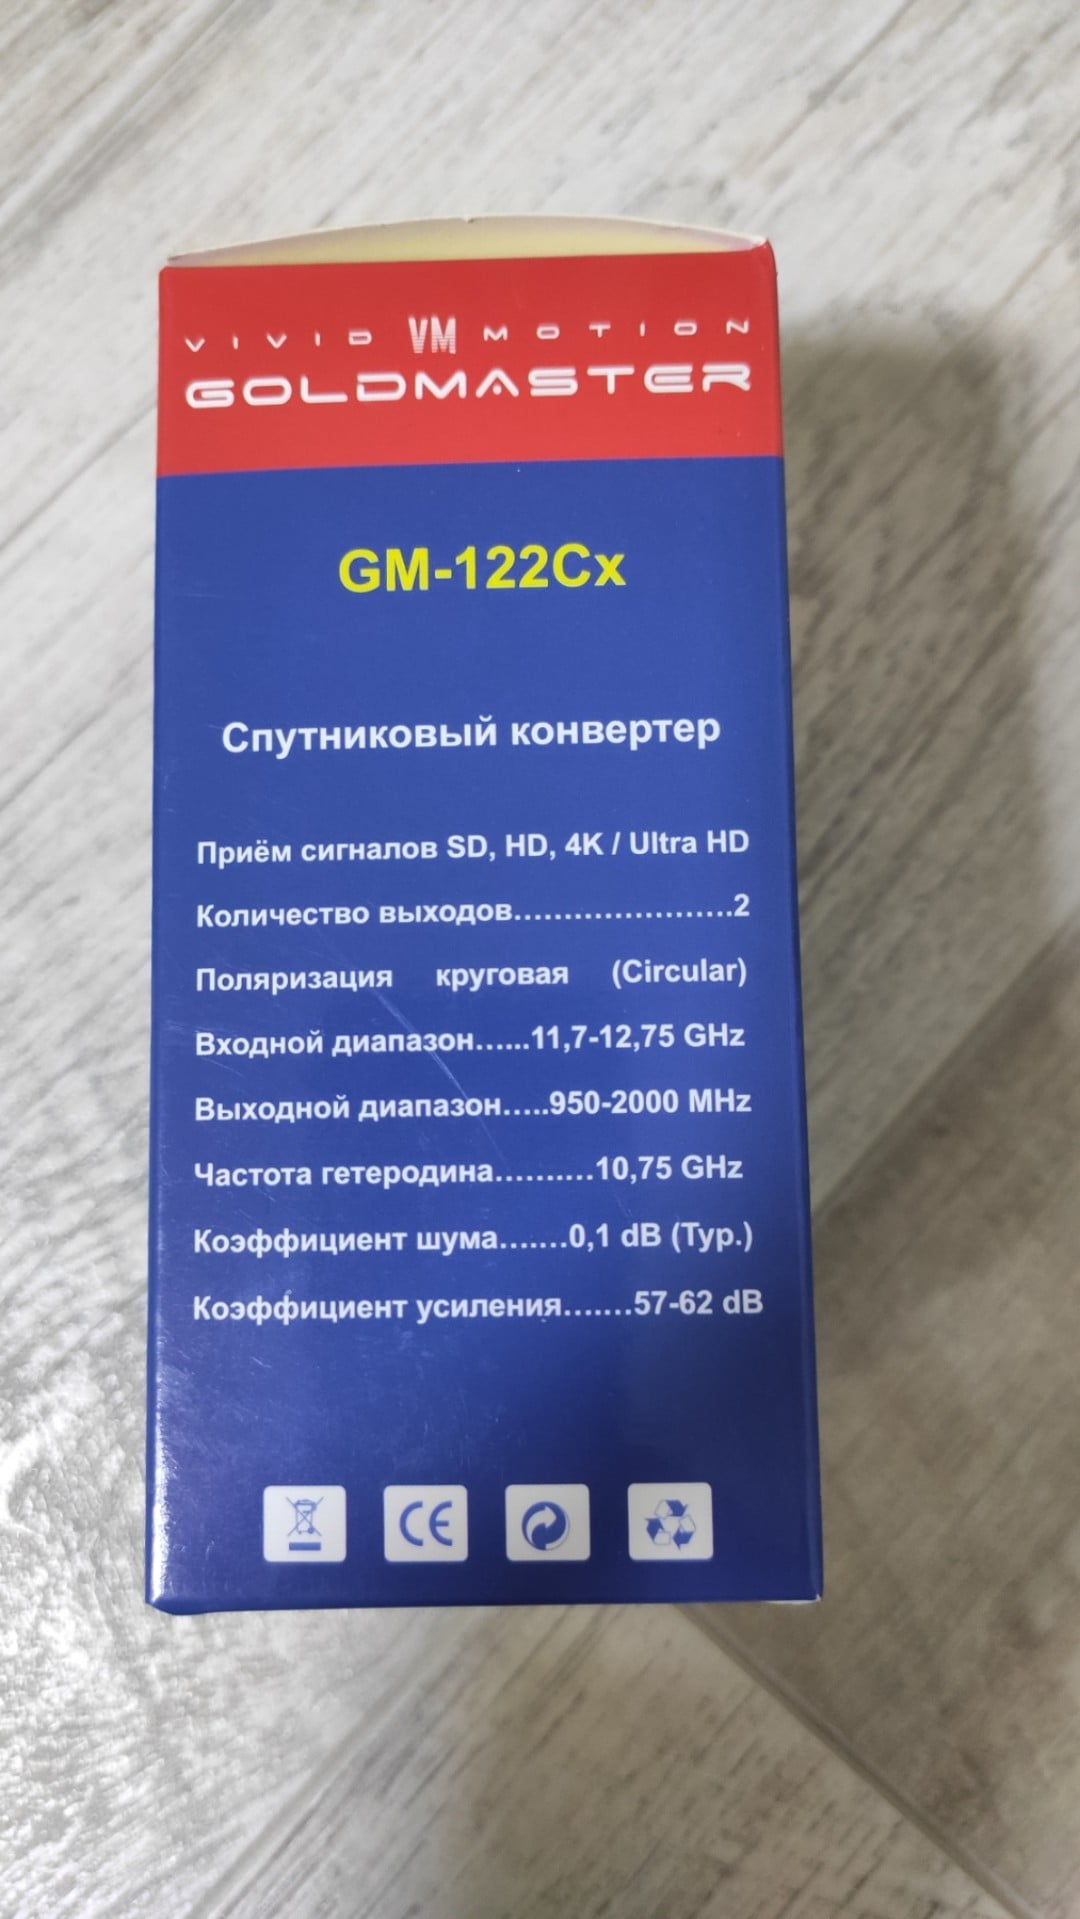 VIVID VM MOTION
GOLDMASTER
GM-122Cx
Спутниковый конвертер
Приём сигналов SD, HD, 4K / Ultra HD
Количество выходов......................2
Поляризация круговая (Circular)
Входной диапазон......11,7-12,75 GHz
Выходной диапазон.....950-2000 MHz
Частота гетеродина..........10,75 GHz
Коэффициент шума.......0,1 dB (Typ.)
Коэффициент усиления.......57-62 dB
CE